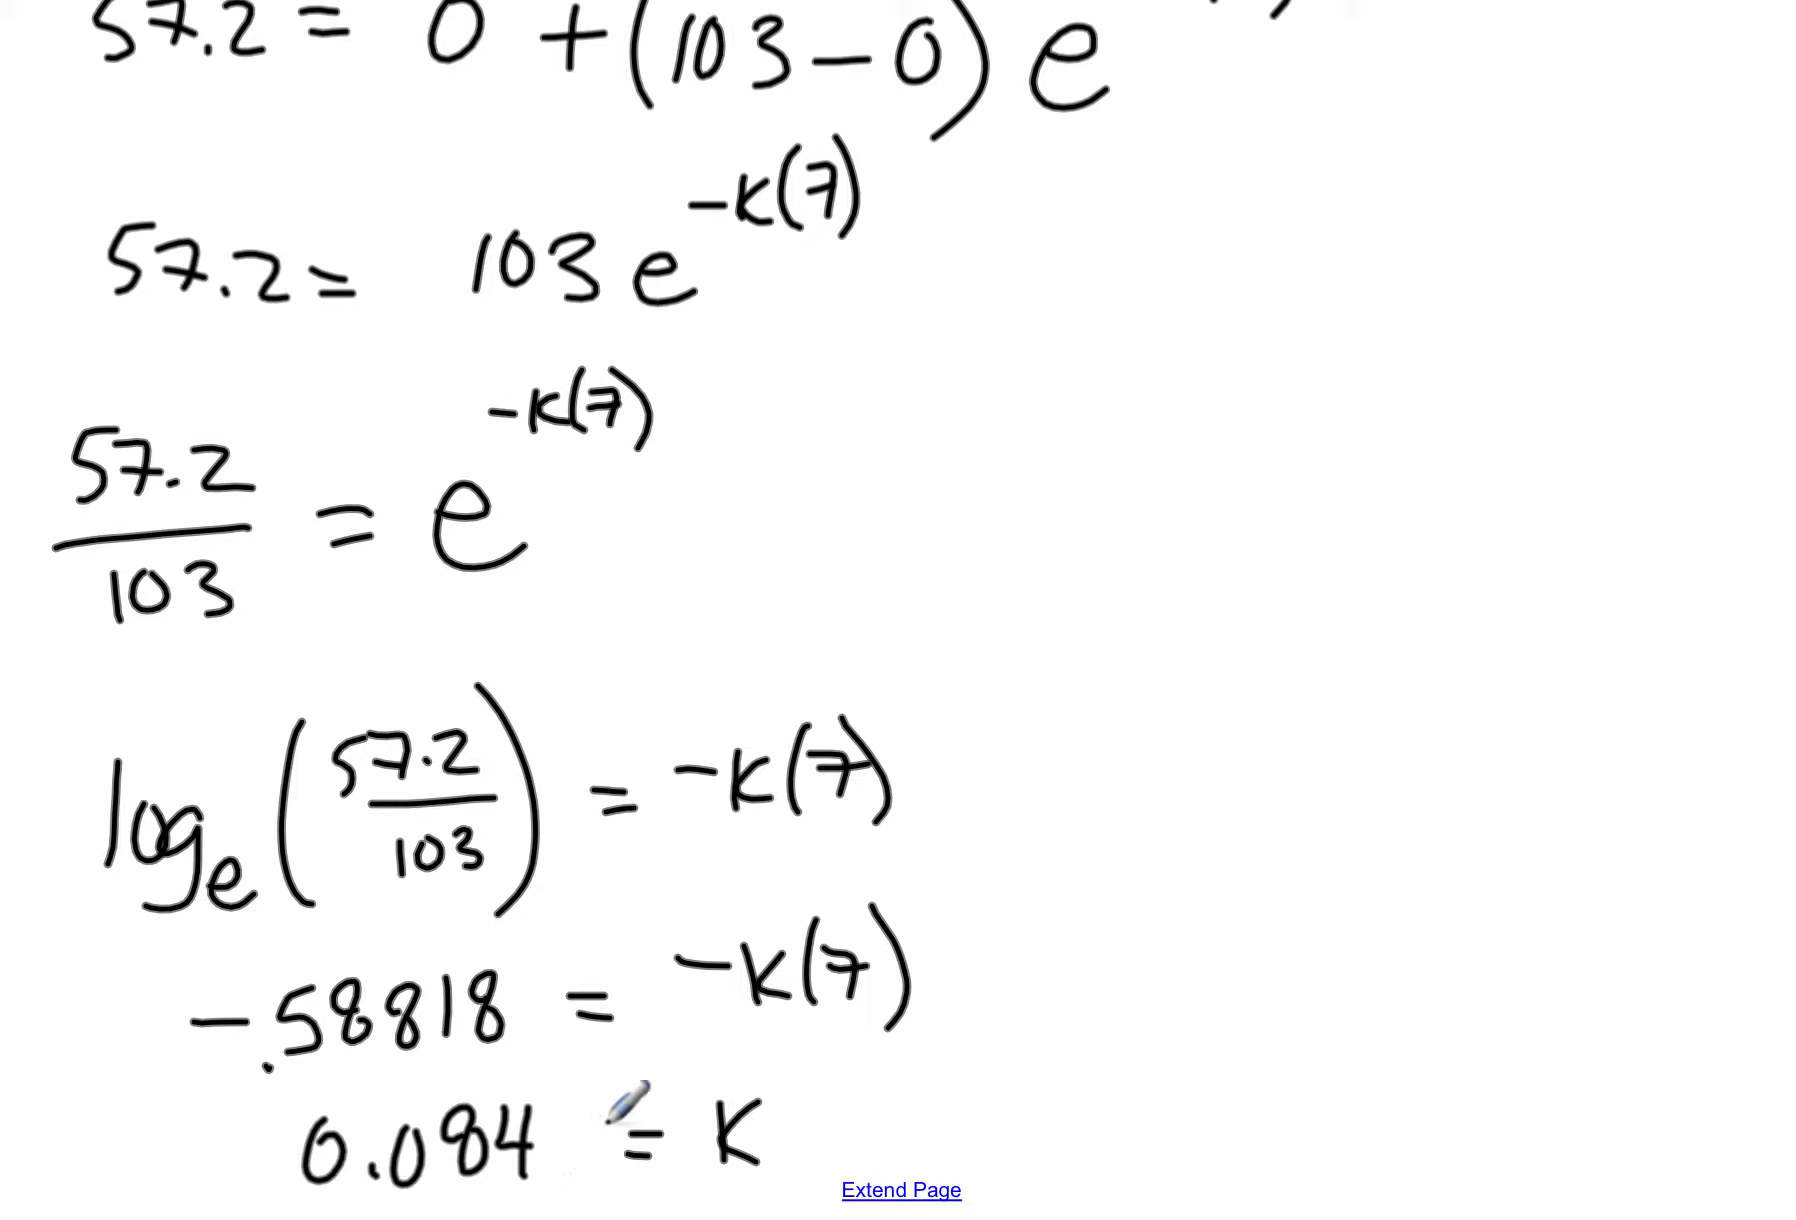 57.2 = 0 + (103 - 0) e
57.2 = 103 e^-k(7)
57.2/103 = e^-k(7)
log_e (57.2/103) = -k(7)
-.58818 = -k(7)
0.084 = k
Extend Page